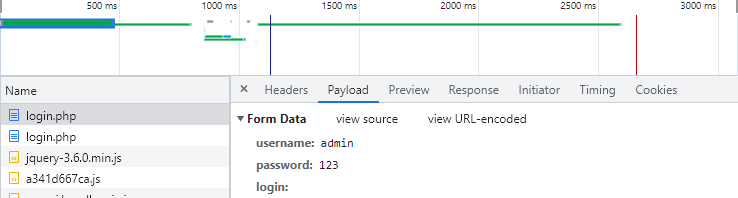 500 ms 1000 ms 1500 ms 2000 ms 2500 ms 3000 ms
Name
× Headers Payload Preview Response Initiator Timing Cookies
login.php
login.php
jquery-3.6.0.min.js
a341d667ca.js
▼ Form Data view source view URL-encoded
username: admin
password: 123
login: